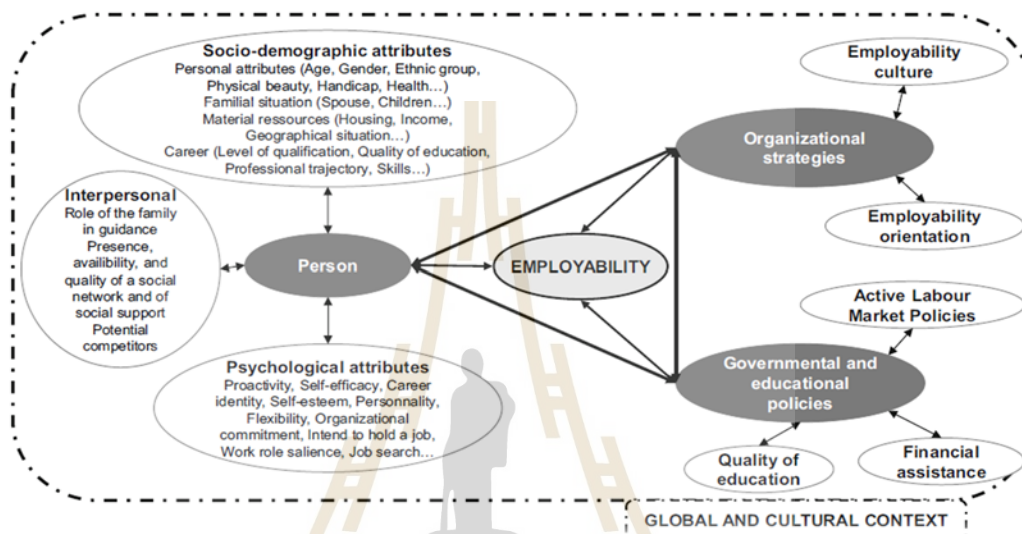 Socio-demographic attributes
Personal attributes (Age, Gender, Ethnic group,
Physical beauty, Handicap, Health...)
Familial situation (Spouse, Children...)
Material ressources (Housing, Income,
Geographical situation...)
Career (Level of qualification, Quality of education,
Professional trajectory, Skills...)
Interpersonal
Role of the family
in guidance
Presence,
availibility, and
quality of a social
network and of
social support
Potential
competitors
Person
EMPLOYABILITY
Psychological attributes
Proactivity, Self-efficacy, Career
identity, Self-esteem, Personnality,
Flexibility, Organizational
commitment, Intend to hold a job,
Work role salience, Job search...
Employability
culture
Organizational
strategies
Employability
orientation
Active Labour
Market Policies
Governmental and
educational
policies
Quality of
education
Financial
assistance
GLOBAL AND CULTURAL CONTEXT